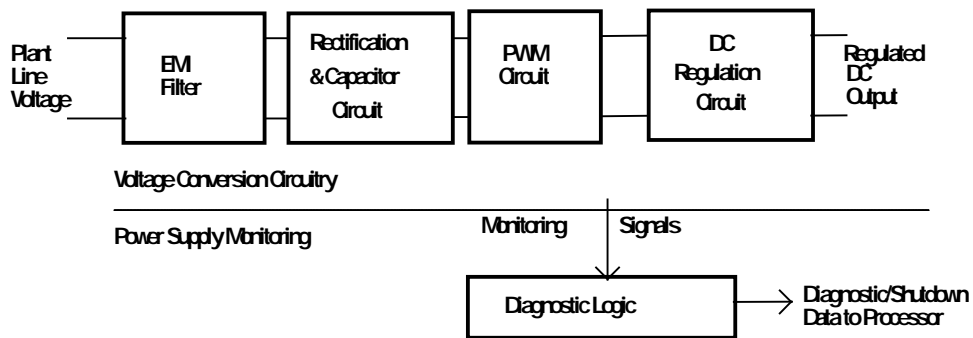 Plant
Line
Voltage
EMI
Filter
Rectification
& Capacitor
Circuit
PWM
Circuit
DC
Regulation
Circuit
Regulated
DC
Output
Voltage Conversion Circuitry
Power Supply Monitoring
Monitoring Signals
Diagnostic Logic
Diagnostic/Shutdown
Data to Processor